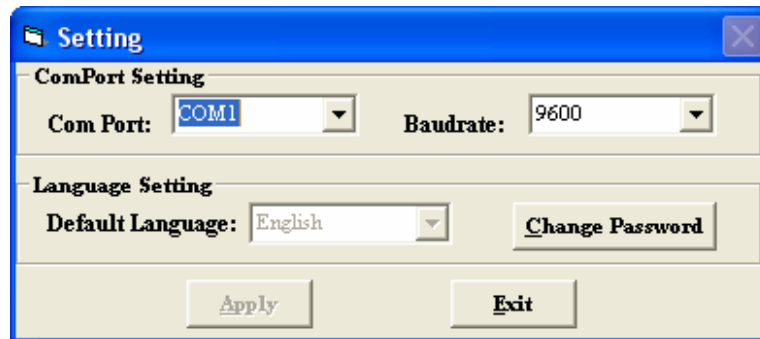 Setting
ComPort Setting
Com Port: COM1 Baudrate: 9600
Language Setting
Default Language: English Change Password
Apply Exit